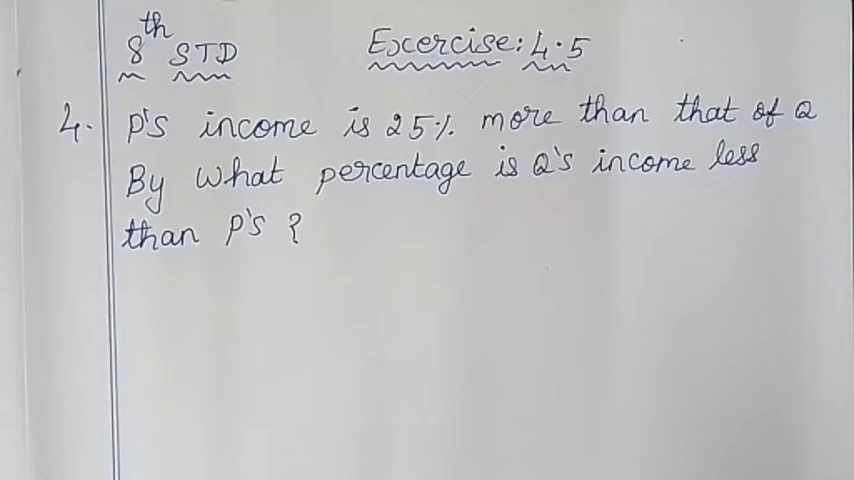 8th STD Excercise: 4.5
4. P's income is 25% more than that of Q
By what percentage is Q's income less
than P's ?